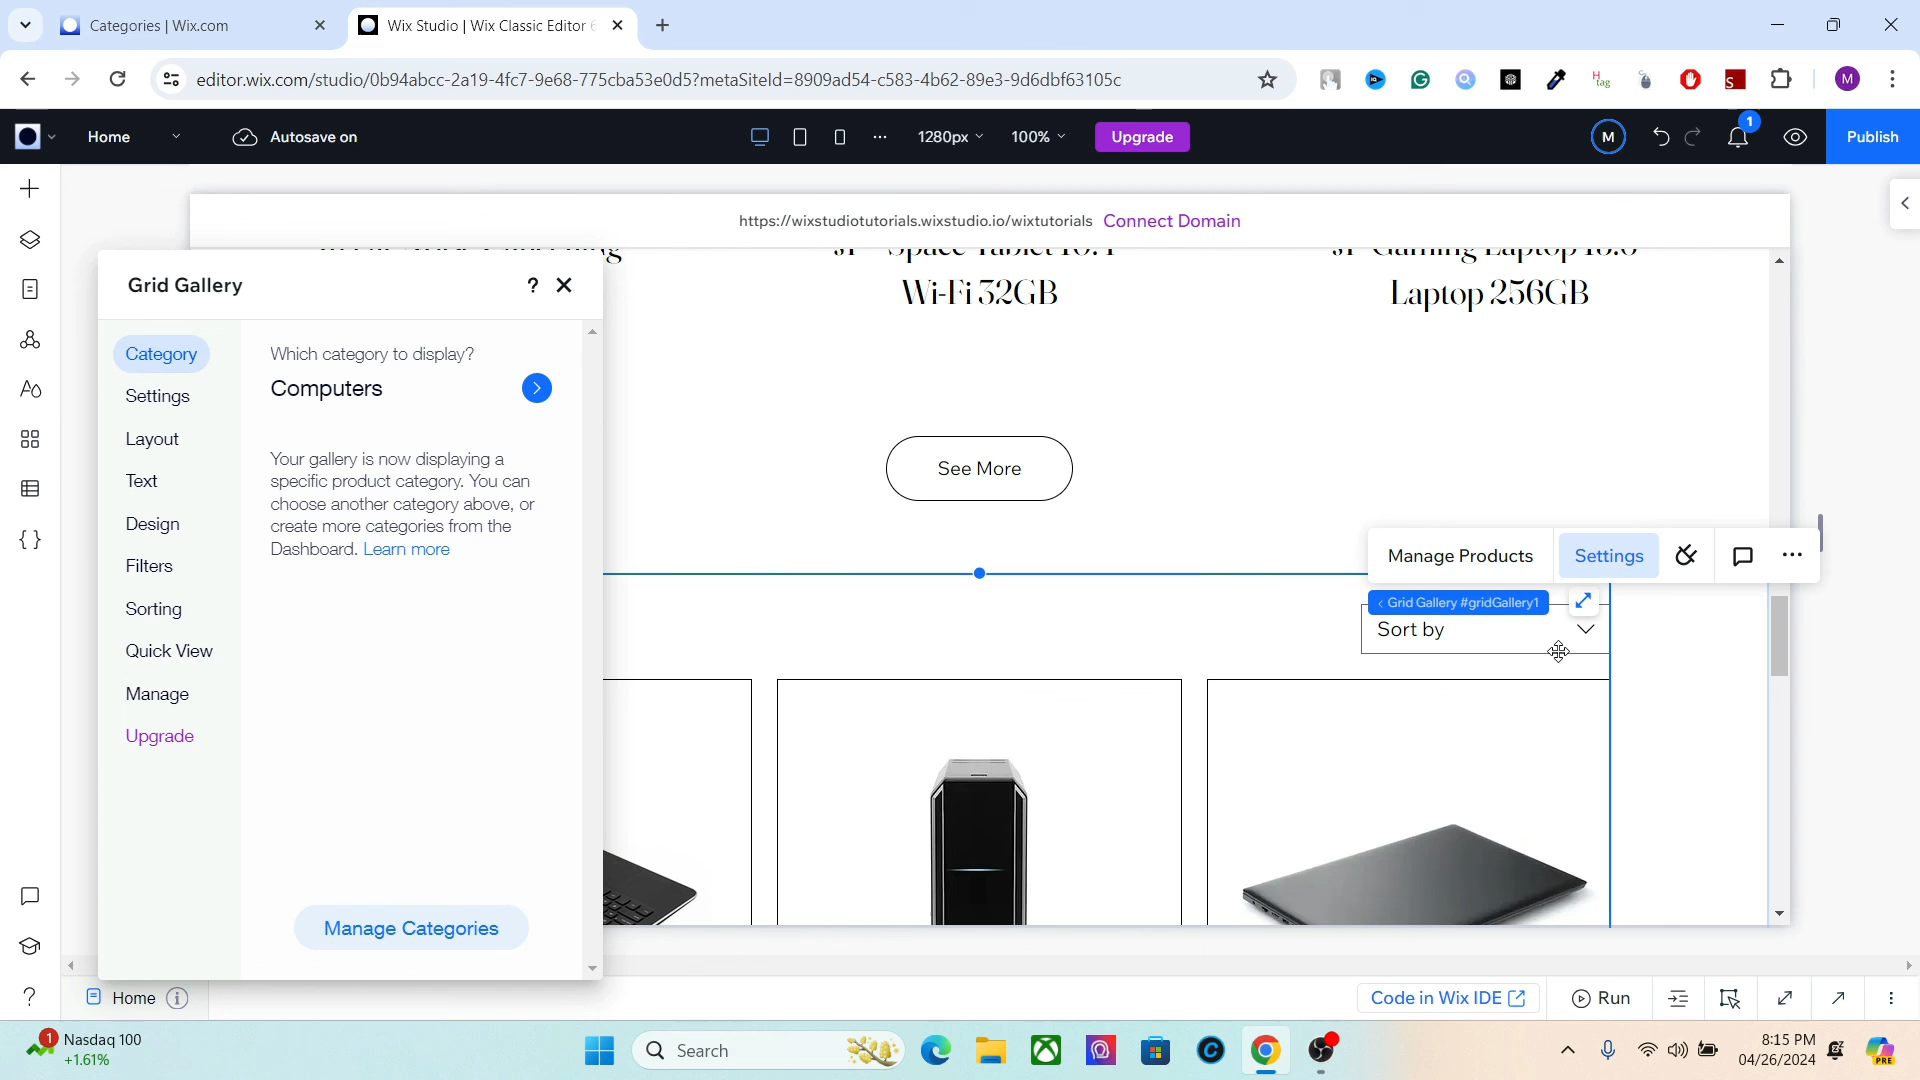 Categories | Wix.com
Wix Studio | Wix Classic Editor
editor.wix.com/studio/0b94abcc-2a19-4fc7-9e68-775cba53e0d5?metaSiteId=8909ad54-c583-4b62-89e3-9d6dbf63105c
M
Home
Autosave on
1280px
100%
Upgrade
M
1
Publish
https://wixstudiotutorials.wixstudio.io/wixtutorials Connect Domain
Wi-Fi 32GB
Laptop 256GB
Grid Gallery
?
Category
Settings
Layout
Text
Design
Filters
Sorting
Quick View
Manage
Upgrade
Which category to display?
Computers
Your gallery is now displaying a
specific product category. You can
choose another category above, or
create more categories from the
Dashboard. Learn more
Manage Categories
See More
Manage Products
Settings
Grid Gallery #gridGallery1
Sort by
Home
Code in Wix IDE
Run
1
Nasdaq 100
+1.61%
Search
8:15 PM
04/26/2024
PRE